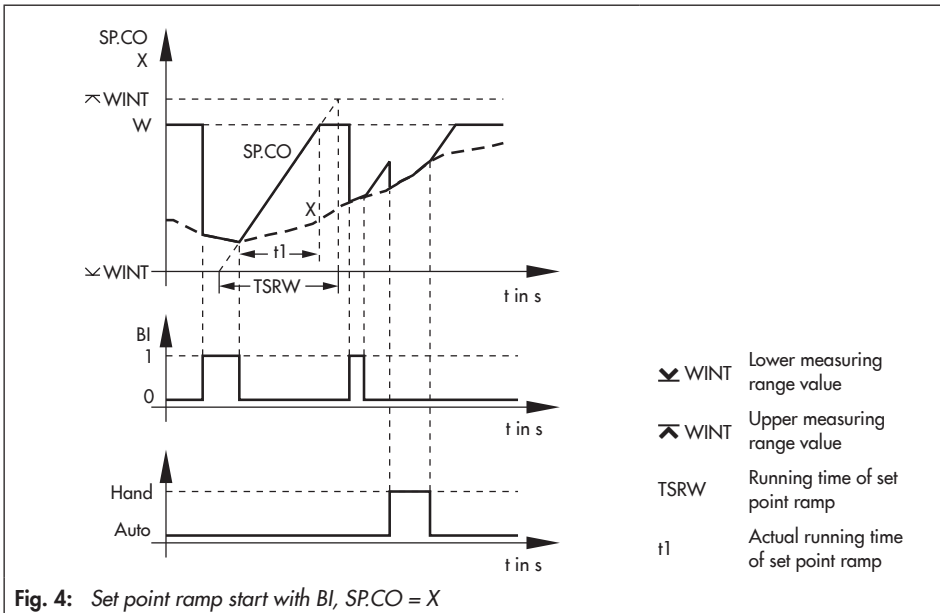 SP.CO
X
⌅ WINT
W
SP.CO
X
t1
⊻ WINT
TSRW
t in s
BI
1
0
t in s
Hand
Auto
t in s
⊻ WINT Lower measuring
range value
⌅ WINT Upper measuring
range value
TSRW Running time of set
point ramp
t1 Actual running time
of set point ramp
Fig. 4: Set point ramp start with BI, SP.CO = X